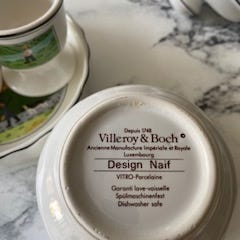 Depuis 1748
Villeroy & Boch
Ancienne Manufacture Impériale et Royale
Luxembourg
Design Naif
VITRO-Porcelaine
Garanti lave-vaisselle
Spülmaschinenfest
Dishwasher safe